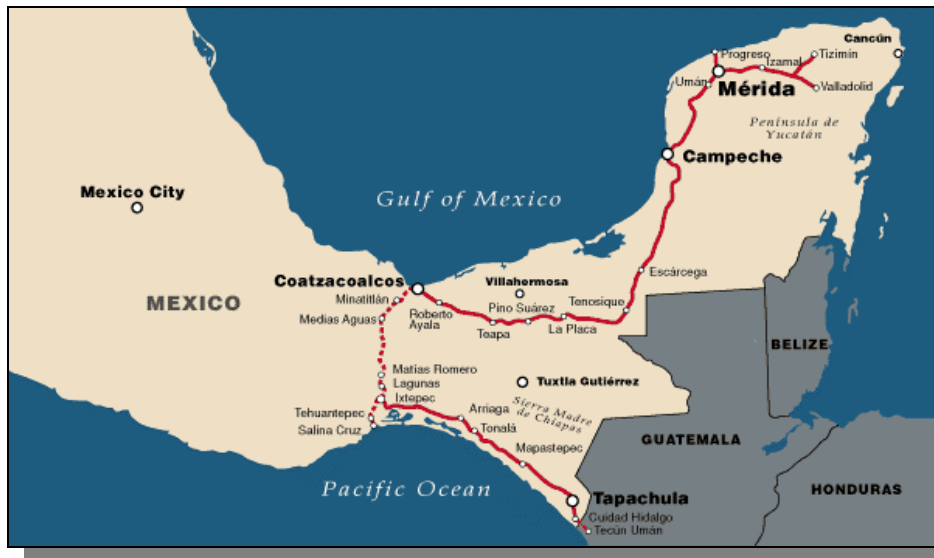 Cancún
Progreso
Tizimín
Izamal
Umán
Mérida
Valladolid
Península de
Yucatán
Campeche
Mexico City
Gulf of Mexico
Escárcega
Coatzacoalcos
Villahermosa
Minatitlán
MEXICO
Pino Suárez
Tenosique
Medias Aguas
Roberto
Ayala
Teapa
La Placa
BELIZE
Matias Romero
Lagunas
Ixtepec
Tuxtla Gutiérrez
Sierra Madre
de Chiapas
Tehuantepec
Salina Cruz
Arriaga
Tonalá
Mapastepec
GUATEMALA
Pacific Ocean
Tapachula
HONDURAS
Cuidad Hidalgo
Tecún Umán